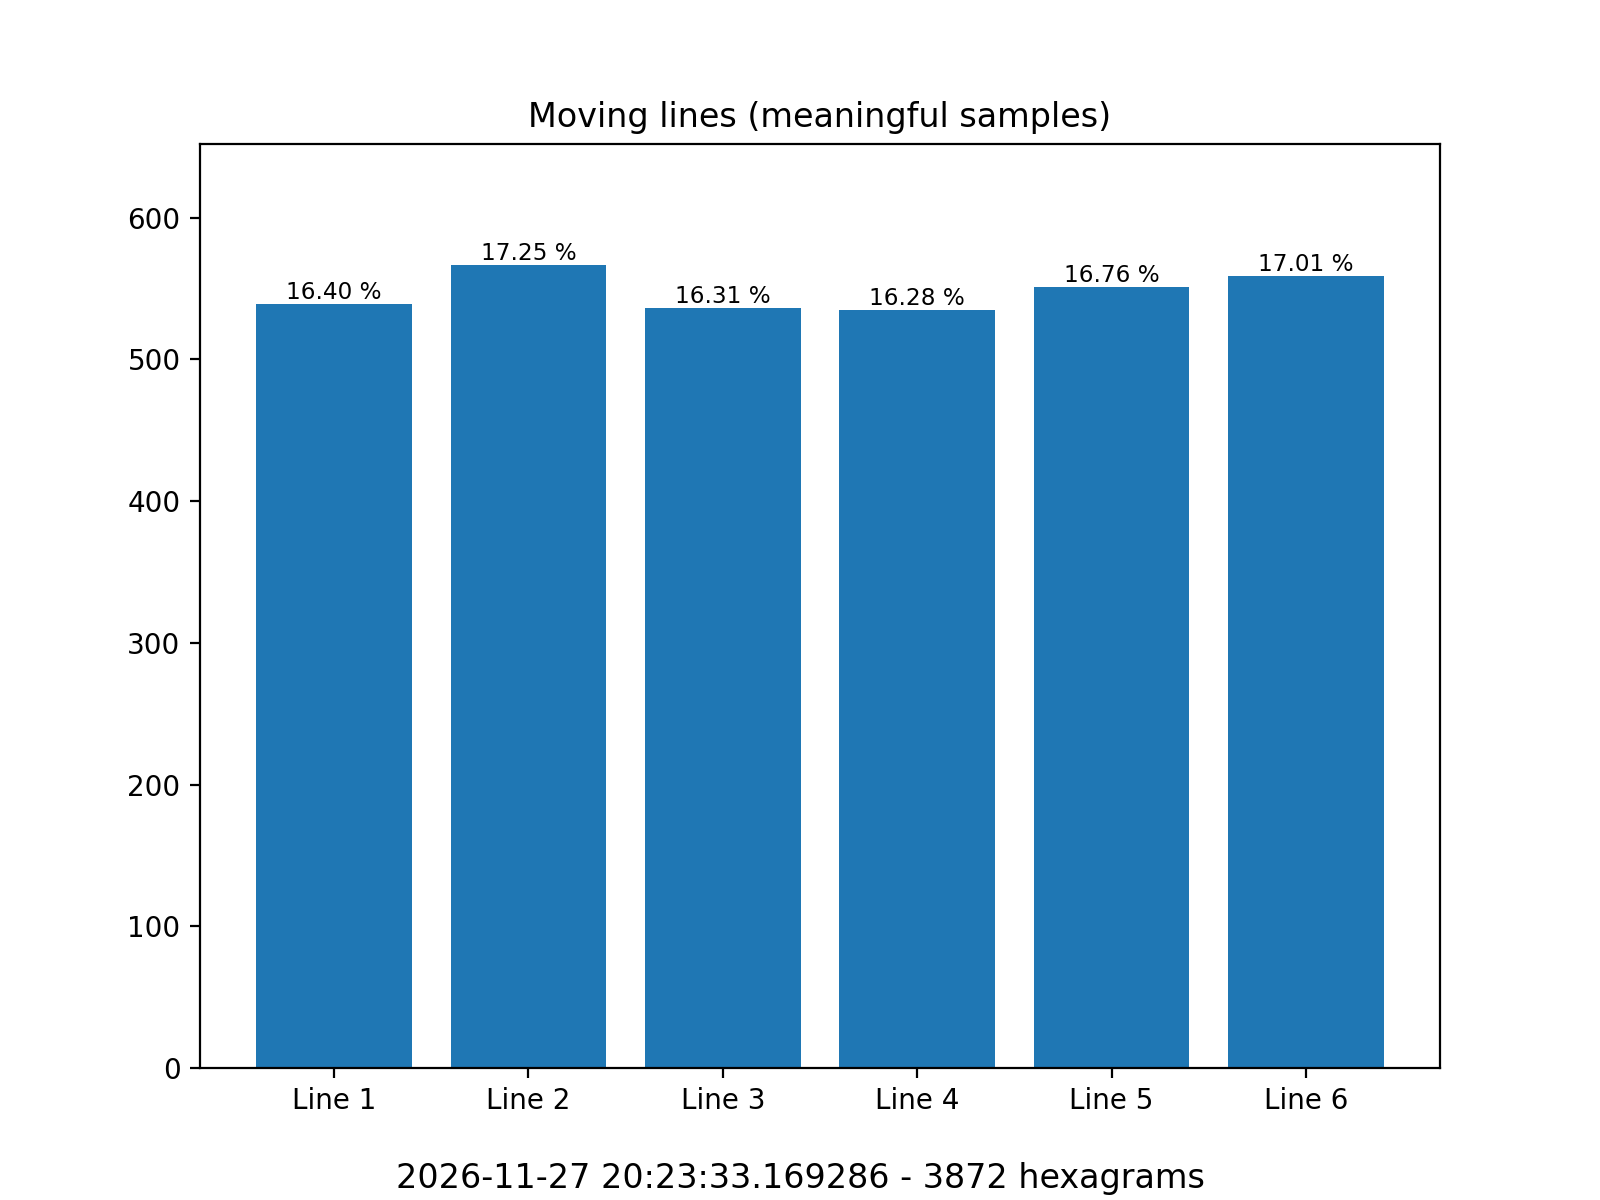 Moving lines (meaningful samples)
600
500
400
300
200
100
0
16.40 %
17.25 %
16.31 %
16.28 %
16.76 %
17.01 %
Line 1
Line 2
Line 3
Line 4
Line 5
Line 6
2026-11-27 20:23:33.169286 - 3872 hexagrams